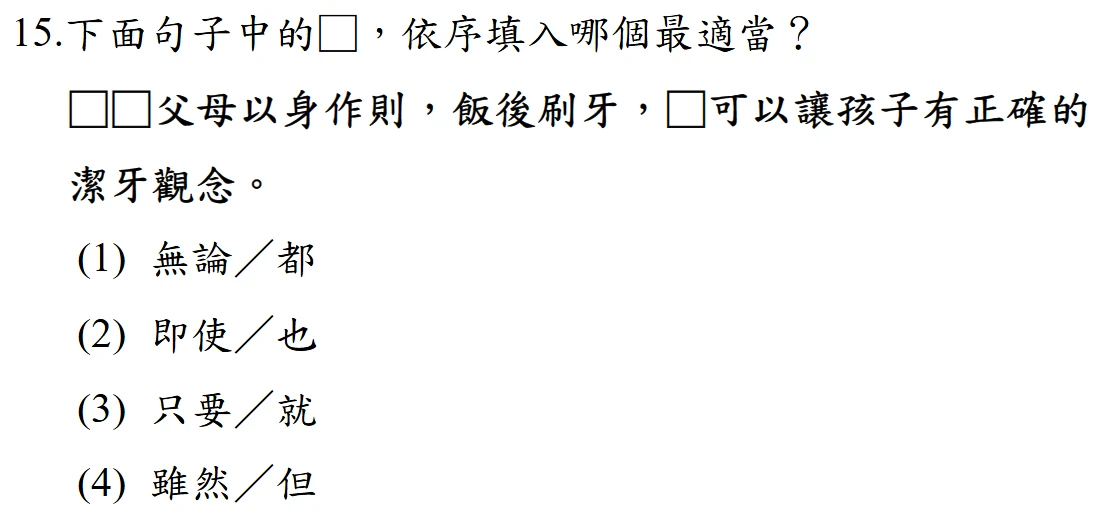 15.下面句子中的□，依序填入哪個最適當？
□□父母以身作則，飯後刷牙，□可以讓孩子有正確的
潔牙觀念。
(1) 無論／都
(2) 即使／也
(3) 只要／就
(4) 雖然／但